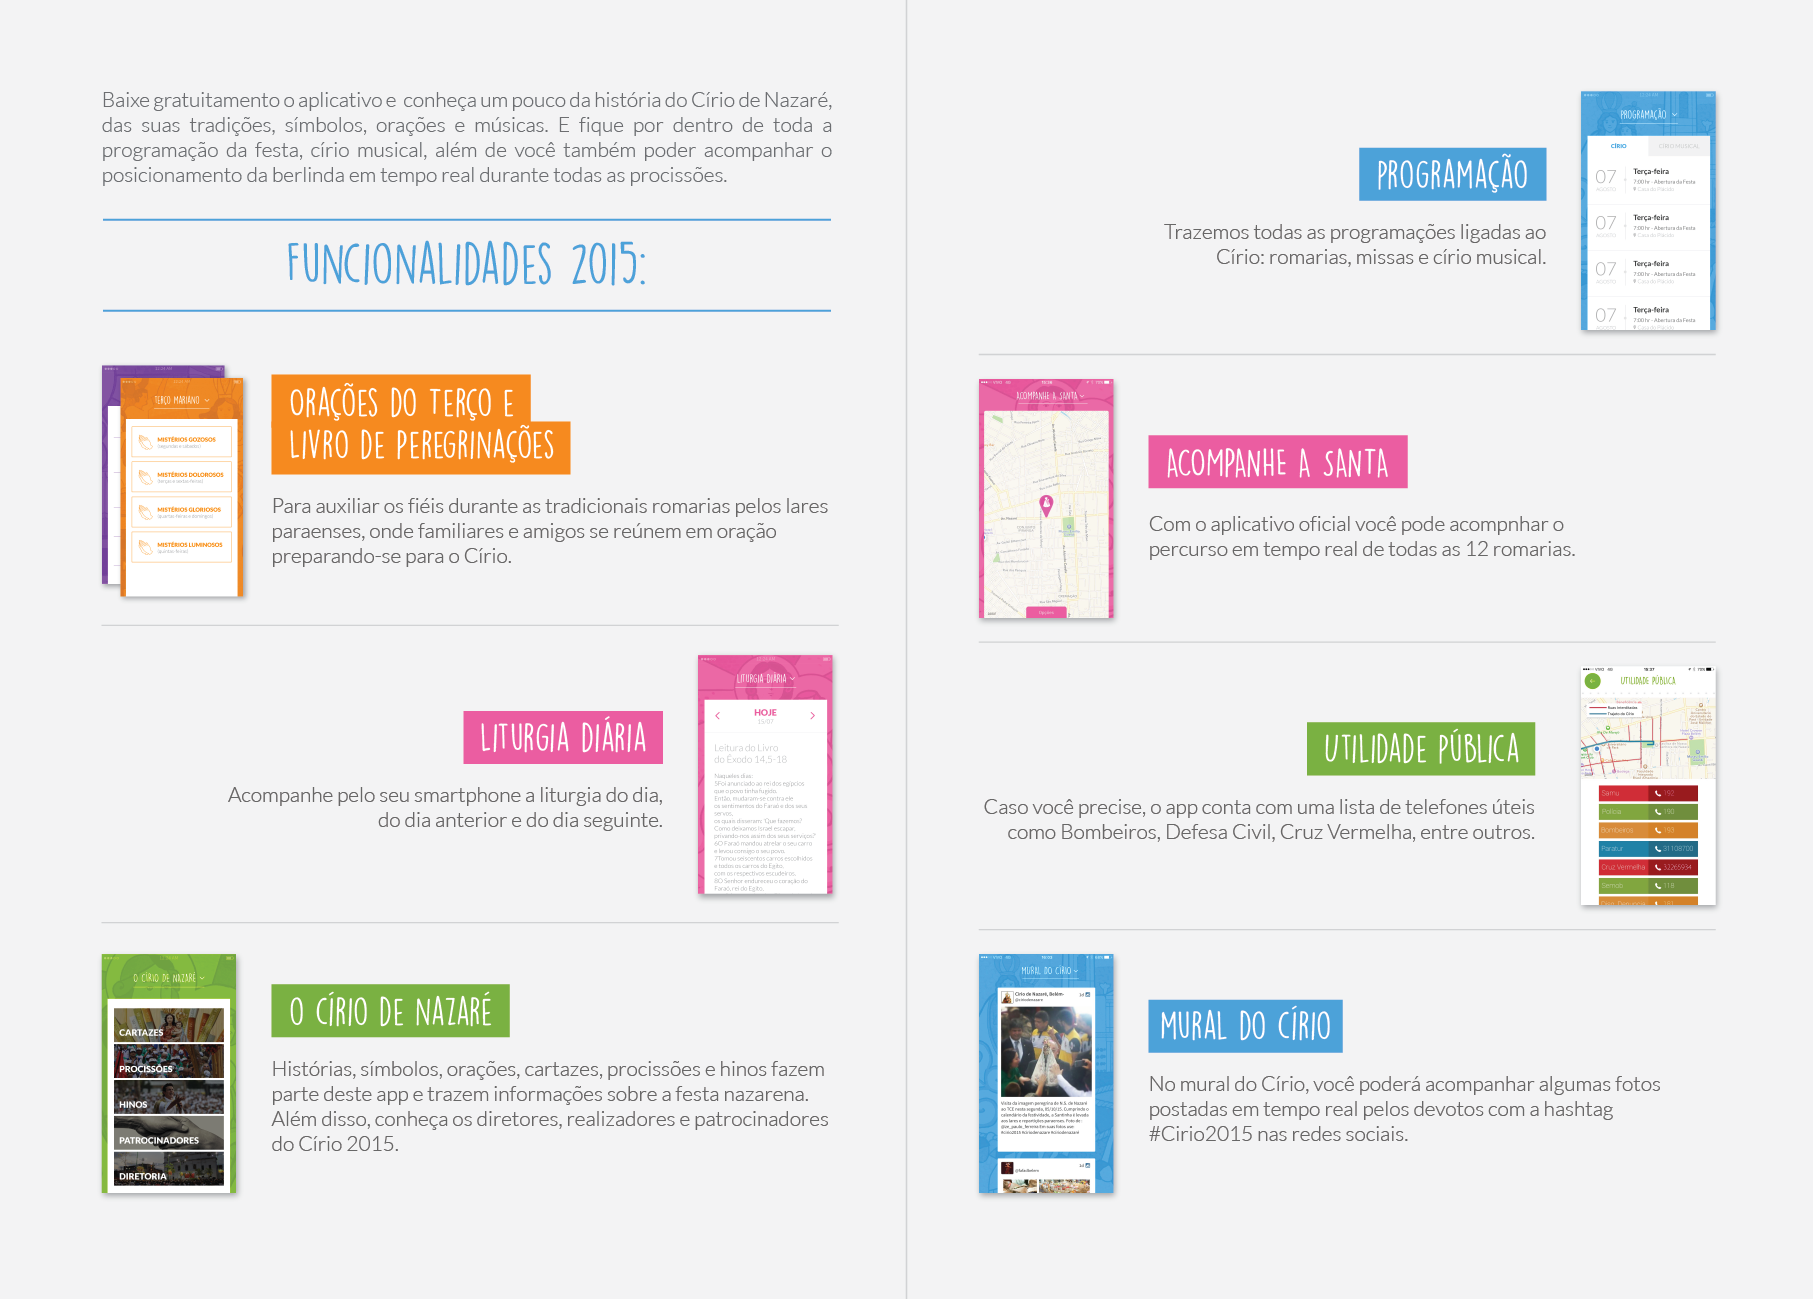 Baixe gratuitamento o aplicativo e conheça um pouco da história do Círio de Nazaré,
das suas tradições, símbolos, orações e músicas. E fique por dentro de toda a
programação da festa, círio musical, além de você também poder acompanhar o
posicionamento da berlinda em tempo real durante todas as procissões.
FUNCIONALIDADES 2015:
TERÇO MARIANO
MISTÉRIOS GOZOSOS
MISTÉRIOS DOLOROSOS
MISTÉRIOS GLORIOSOS
MISTÉRIOS LUMINOSOS
ORAÇÕES DO TERÇO E
LIVRO DE PEREGRINAÇÕES
Para auxiliar os fiéis durante as tradicionais romarias pelos lares
paraenses, onde familiares e amigos se reúnem em oração
preparando-se para o Círio.
LITURGIA DIÁRIA
Acompanhe pelo seu smartphone a liturgia do dia,
do dia anterior e do dia seguinte.
LITURGIA DIÁRIA
HOJE
15/07
Leitura do Livro
do Êxodo 14,5-18
Naqueles dias:
O CÍRIO DE NAZARÉ
CARTAZES
PROCISSÕES
HINOS
PATROCINADORES
DIRETORIA
O CÍRIO DE NAZARÉ
Histórias, símbolos, orações, cartazes, procissões e hinos fazem
parte deste app e trazem informações sobre a festa nazarena.
Além disso, conheça os diretores, realizadores e patrocinadores
do Círio 2015.
PROGRAMAÇÃO
Trazemos todas as programações ligadas ao
Círio: romarias, missas e círio musical.
PROGRAMAÇÃO
CÍRIO
CÍRIO MUSICAL
07
Terça-feira
7:00 hr - Abertura da Festa
07
Terça-feira
7:00 hr - Abertura da Festa
07
Terça-feira
7:00 hr - Abertura da Festa
07
Terça-feira
7:00 hr - Abertura da Festa
ACOMPANHE A SANTA
ACOMPANHE A SANTA
Com o aplicativo oficial você pode acompnhar o
percurso em tempo real de todas as 12 romarias.
UTILIDADE PÚBLICA
Caso você precise, o app conta com uma lista de telefones úteis
como Bombeiros, Defesa Civil, Cruz Vermelha, entre outros.
UTILIDADE PÚBLICA
Ruas interditadas
Trajeto do Círio
Samu 192
Polícia 190
Bombeiros 193
Paratur 31108700
Cruz Vermelha 32265934
Semob 118
MURAL DO CÍRIO
Círio de Nazaré, Belém
@ciriodenazare
MURAL DO CÍRIO
No mural do Círio, você poderá acompanhar algumas fotos
postadas em tempo real pelos devotos com a hashtag
#Cirio2015 nas redes sociais.